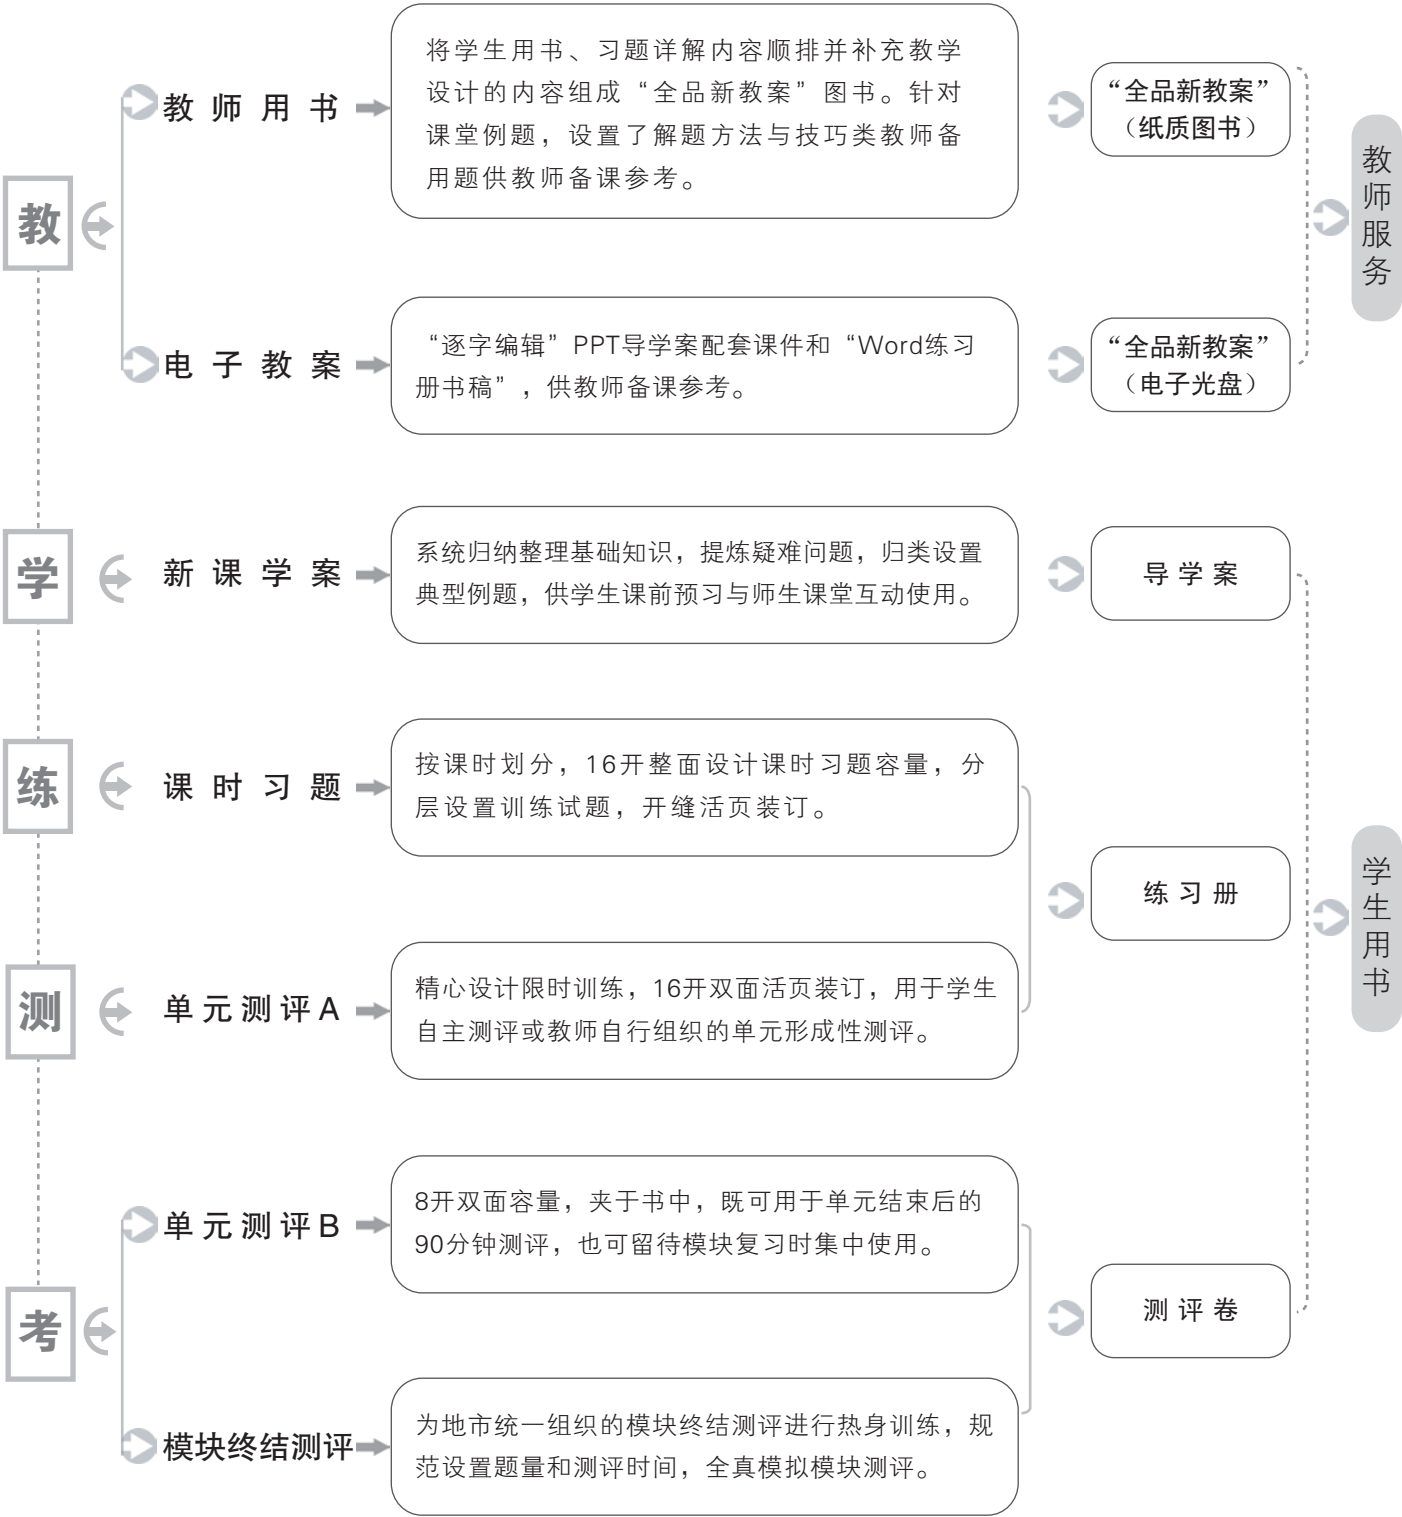 教
教师用书
将学生用书、习题详解内容顺排并补充教学
设计的内容组成“全品新教案”图书。针对
课堂例题，设置了解题方法与技巧类教师备
用题供教师备课参考。
“全品新教案”
（纸质图书）
电子教案
“逐字编辑”PPT导学案配套课件和“Word练习
册书稿”，供教师备课参考。
“全品新教案”
（电子光盘）
教师服务
学
新课学案
系统归纳整理基础知识，提炼疑难问题，归类设置
典型例题，供学生课前预习与师生课堂互动使用。
导学案
练
课时习题
按课时划分，16开整面设计课时习题容量，分
层设置训练试题，开缝活页装订。
练习册
测
单元测评A
精心设计限时训练，16开双面活页装订，用于学生
自主测评或教师自行组织的单元形成性测评。
学生用书
考
单元测评B
8开双面容量，夹于书中，既可用于单元结束后的
90分钟测评，也可留待模块复习时集中使用。
测评卷
模块终结测评
为地市统一组织的模块终结测评进行热身训练，规
范设置题量和测评时间，全真模拟模块测评。